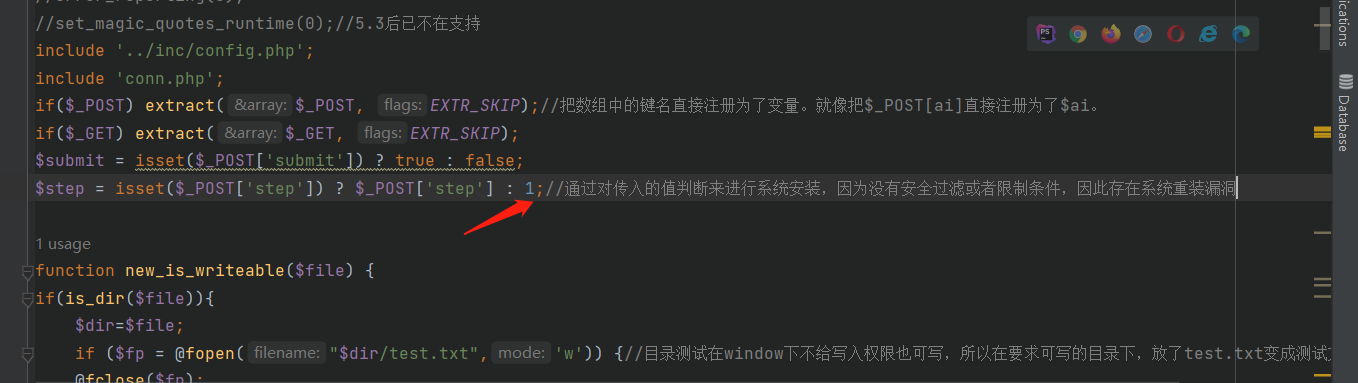 //set_magic_quotes_runtime(0);//5.3后已不在支持
include '../inc/config.php';
include 'conn.php';
if($_POST) extract( &array: $_POST, flags: EXTR_SKIP);//把数组中的键名直接注册为了变量。就像把$_POST[ai]直接注册为了$ai。
if($_GET) extract( &array: $_GET, flags: EXTR_SKIP);
$submit = isset($_POST['submit']) ? true : false;
$step = isset($_POST['step']) ? $_POST['step'] : 1;//通过对传入的值判断来进行系统安装，因为没有安全过滤或者限制条件，因此存在系统重装漏洞
1 usage
function new_is_writeable($file) {
if(is_dir($file)){
$dir=$file;
if ($fp = @fopen( filename: "$dir/test.txt", mode: 'w')) {//目录测试在window下不给写入权限也可写，所以在要求可写的目录下，放了test.txt变成测试
@fclose($fp);
Database